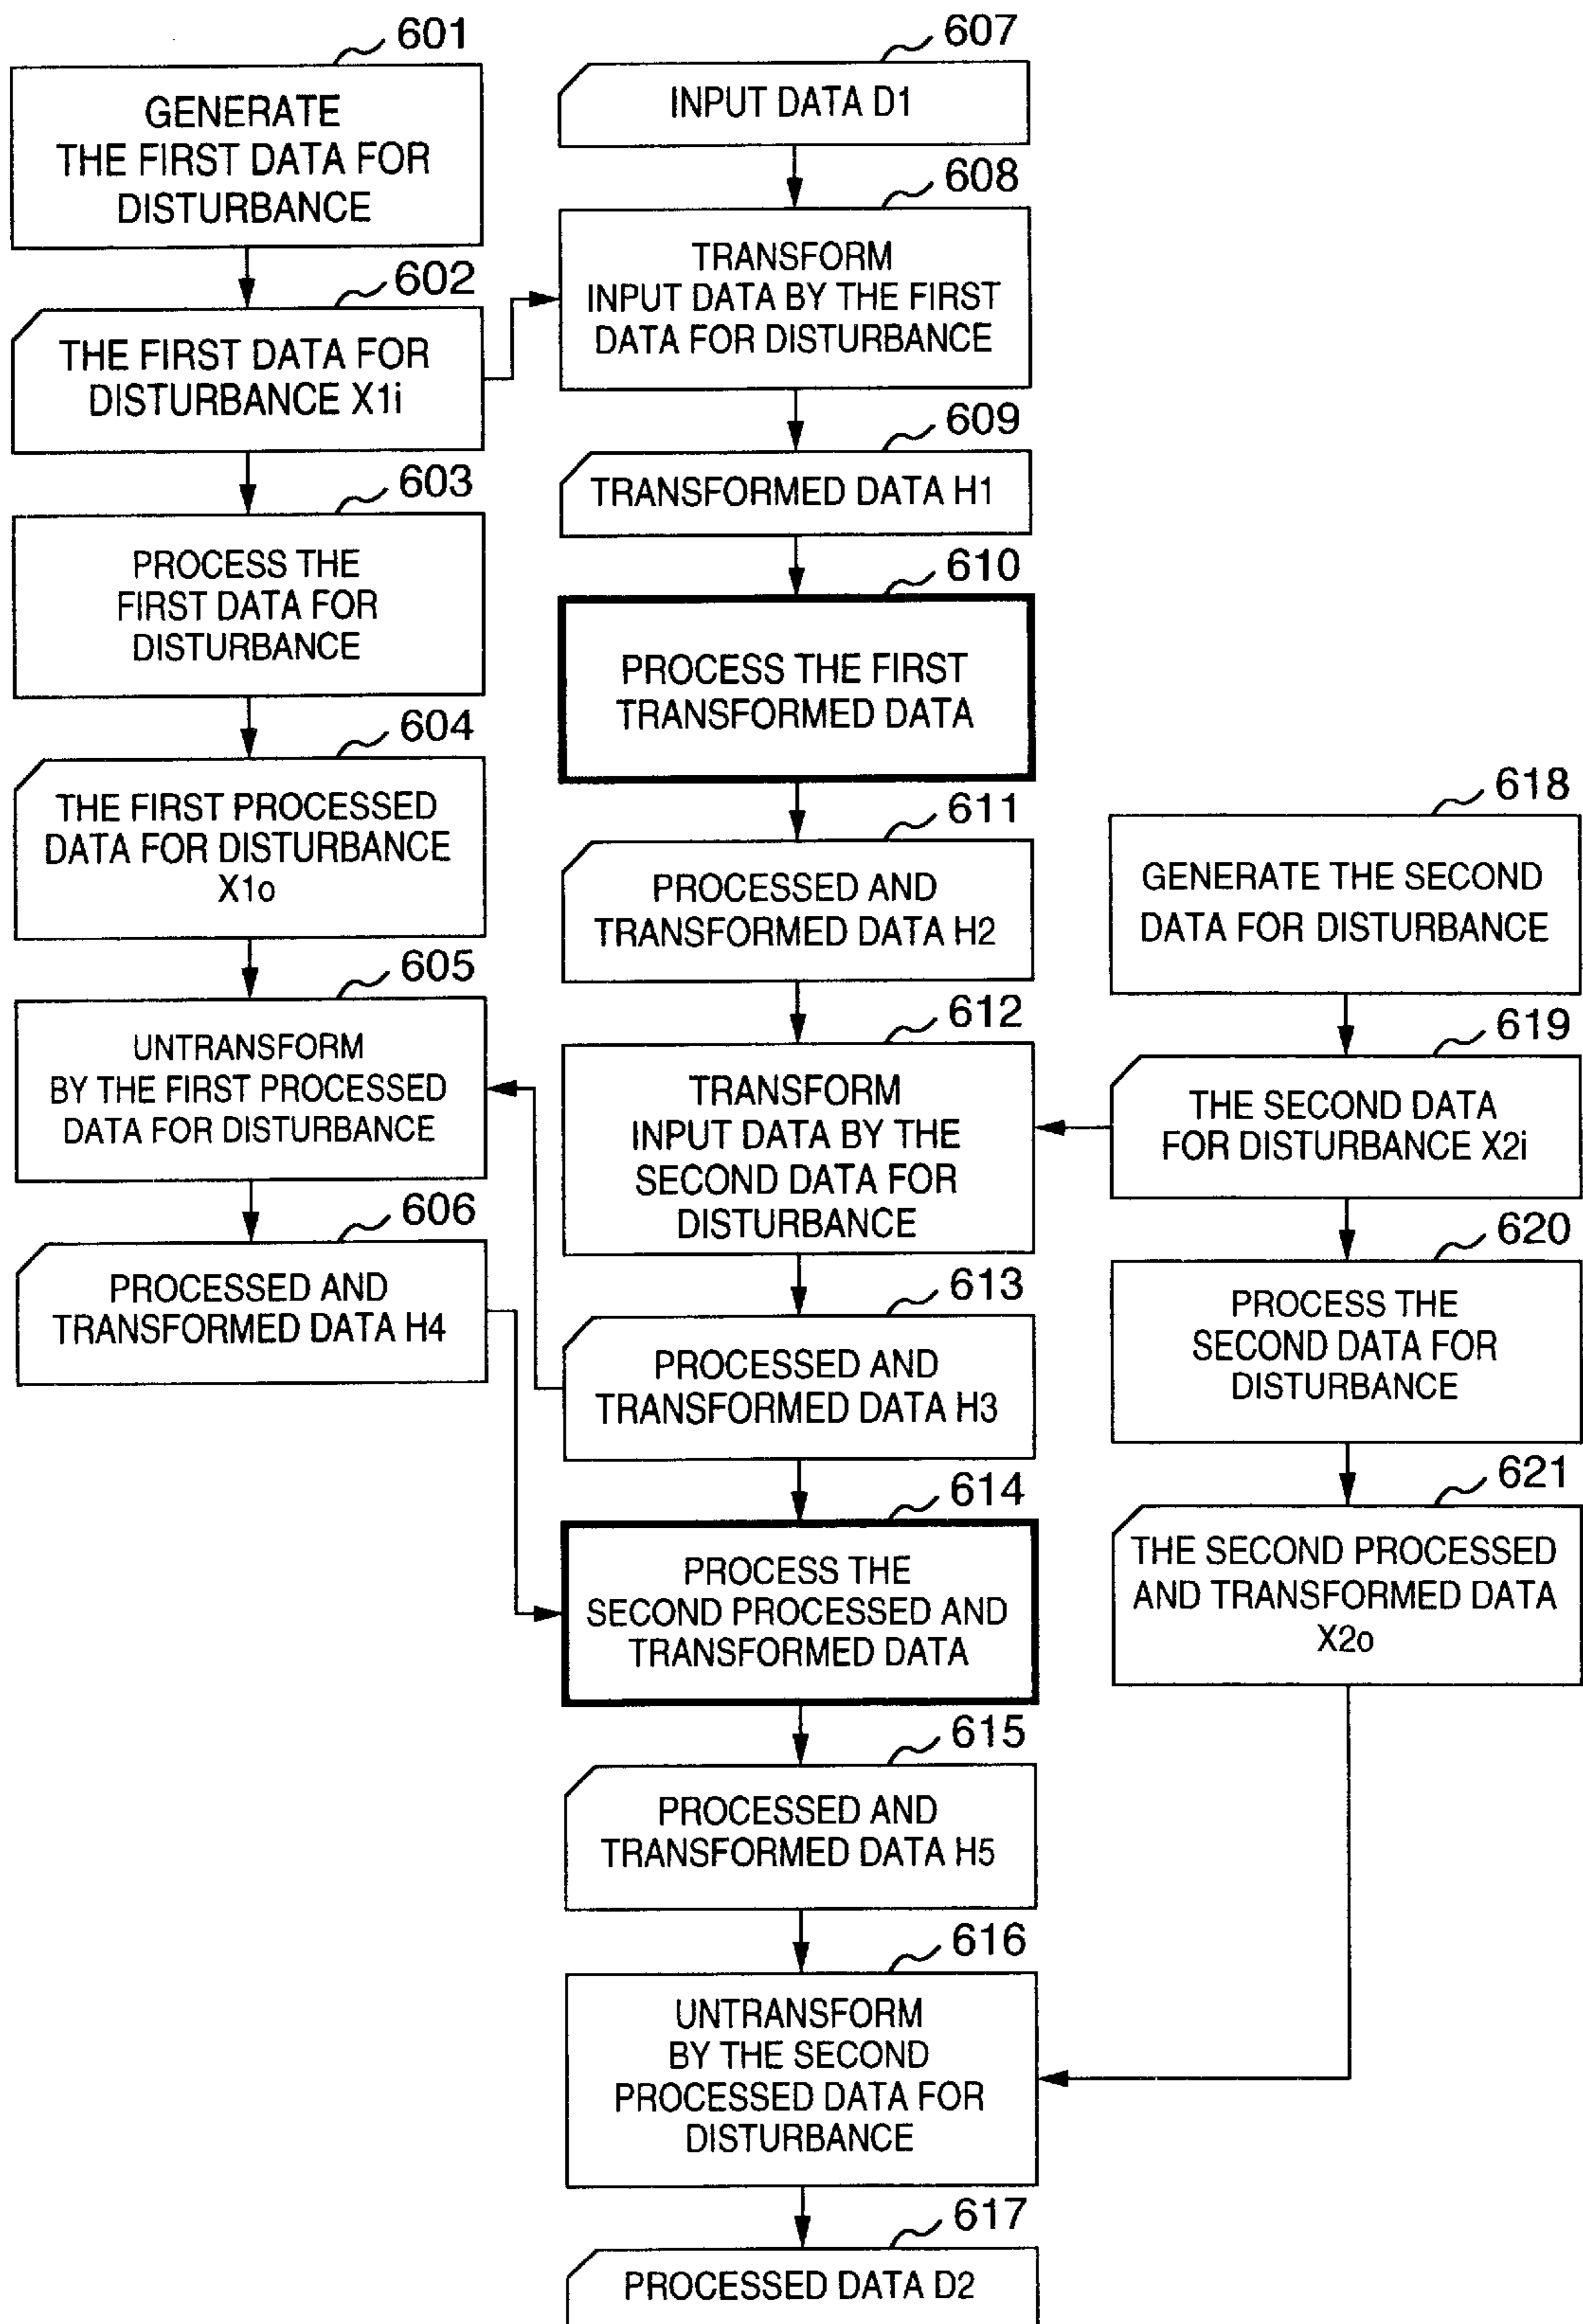 601
GENERATE
THE FIRST DATA FOR
DISTURBANCE
602
THE FIRST DATA FOR
DISTURBANCE X1i
603
PROCESS THE
FIRST DATA FOR
DISTURBANCE
604
THE FIRST PROCESSED
DATA FOR DISTURBANCE
X1o
605
UNTRANSFORM
BY THE FIRST PROCESSED
DATA FOR DISTURBANCE
606
PROCESSED AND
TRANSFORMED DATA H4
607
INPUT DATA D1
608
TRANSFORM
INPUT DATA BY THE FIRST
DATA FOR DISTURBANCE
609
TRANSFORMED DATA H1
610
PROCESS THE FIRST
TRANSFORMED DATA
611
PROCESSED AND
TRANSFORMED DATA H2
612
TRANSFORM
INPUT DATA BY THE
SECOND DATA FOR
DISTURBANCE
613
PROCESSED AND
TRANSFORMED DATA H3
614
PROCESS THE
SECOND PROCESSED AND
TRANSFORMED DATA
615
PROCESSED AND
TRANSFORMED DATA H5
616
UNTRANSFORM
BY THE SECOND
PROCESSED DATA FOR
DISTURBANCE
617
PROCESSED DATA D2
618
GENERATE THE SECOND
DATA FOR DISTURBANCE
619
THE SECOND DATA
FOR DISTURBANCE X2i
620
PROCESS THE
SECOND DATA FOR
DISTURBANCE
621
THE SECOND PROCESSED
AND TRANSFORMED DATA
X2o